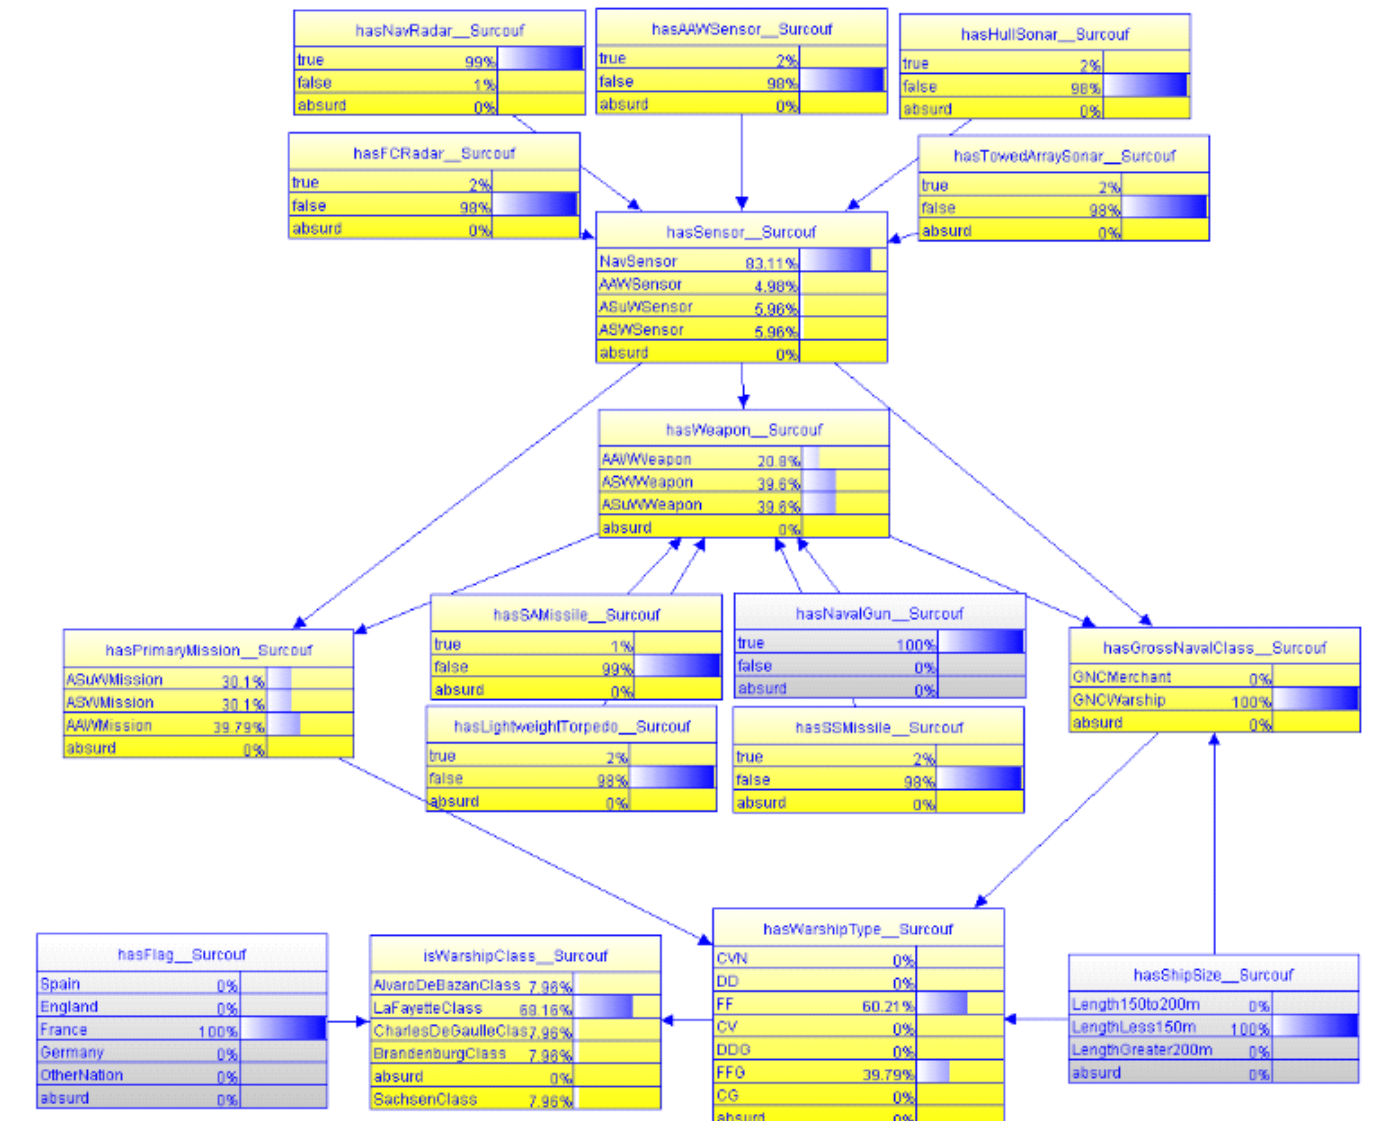 hasNavRadar__Surcouf
true 99%
false 1%
absurd 0%
hasAAWSensor__Surcouf
true 2%
false 98%
absurd 0%
hasHullSonar__Surcouf
true 2%
false 98%
absurd 0%
hasFCRadar__Surcouf
true 2%
false 98%
absurd 0%
hasTowedArraySonar__Surcouf
true 2%
false 98%
absurd 0%
hasSensor__Surcouf
NavSensor 83.11%
AAWSensor 4.98%
ASuWSensor 5.96%
ASWSensor 5.96%
absurd 0%
hasWeapon__Surcouf
AAWWeapon 20.8%
ASWWeapon 39.6%
ASuWWeapon 39.6%
absurd 0%
hasSAMissile__Surcouf
true 1%
false 99%
absurd 0%
hasNavalGun__Surcouf
true 100%
false 0%
absurd 0%
hasPrimaryMission__Surcouf
ASuWMission 30.1%
ASWMission 30.1%
AAWMission 39.79%
absurd 0%
hasGrossNavalClass__Surcouf
GNCMerchant 0%
GNCWarship 100%
absurd 0%
hasLightweightTorpedo__Surcouf
true 2%
false 98%
absurd 0%
hasSSMissile__Surcouf
true 2%
false 98%
absurd 0%
hasFlag__Surcouf
Spain 0%
England 0%
France 100%
Germany 0%
OtherNation 0%
absurd 0%
isWarshipClass__Surcouf
AlvaroDeBazanClass 7.96%
LaFayetteClass 68.16%
CharlesDeGaulleClas 7.96%
BrandenburgClass 7.96%
absurd 0%
SachsenClass 7.96%
hasWarshipType__Surcouf
CVN 0%
DD 0%
FF 60.21%
CV 0%
DDG 0%
FFG 39.79%
CG 0%
absurd 0%
hasShipSize__Surcouf
Length150to200m 0%
LengthLess150m 100%
LengthGreater200m 0%
absurd 0%